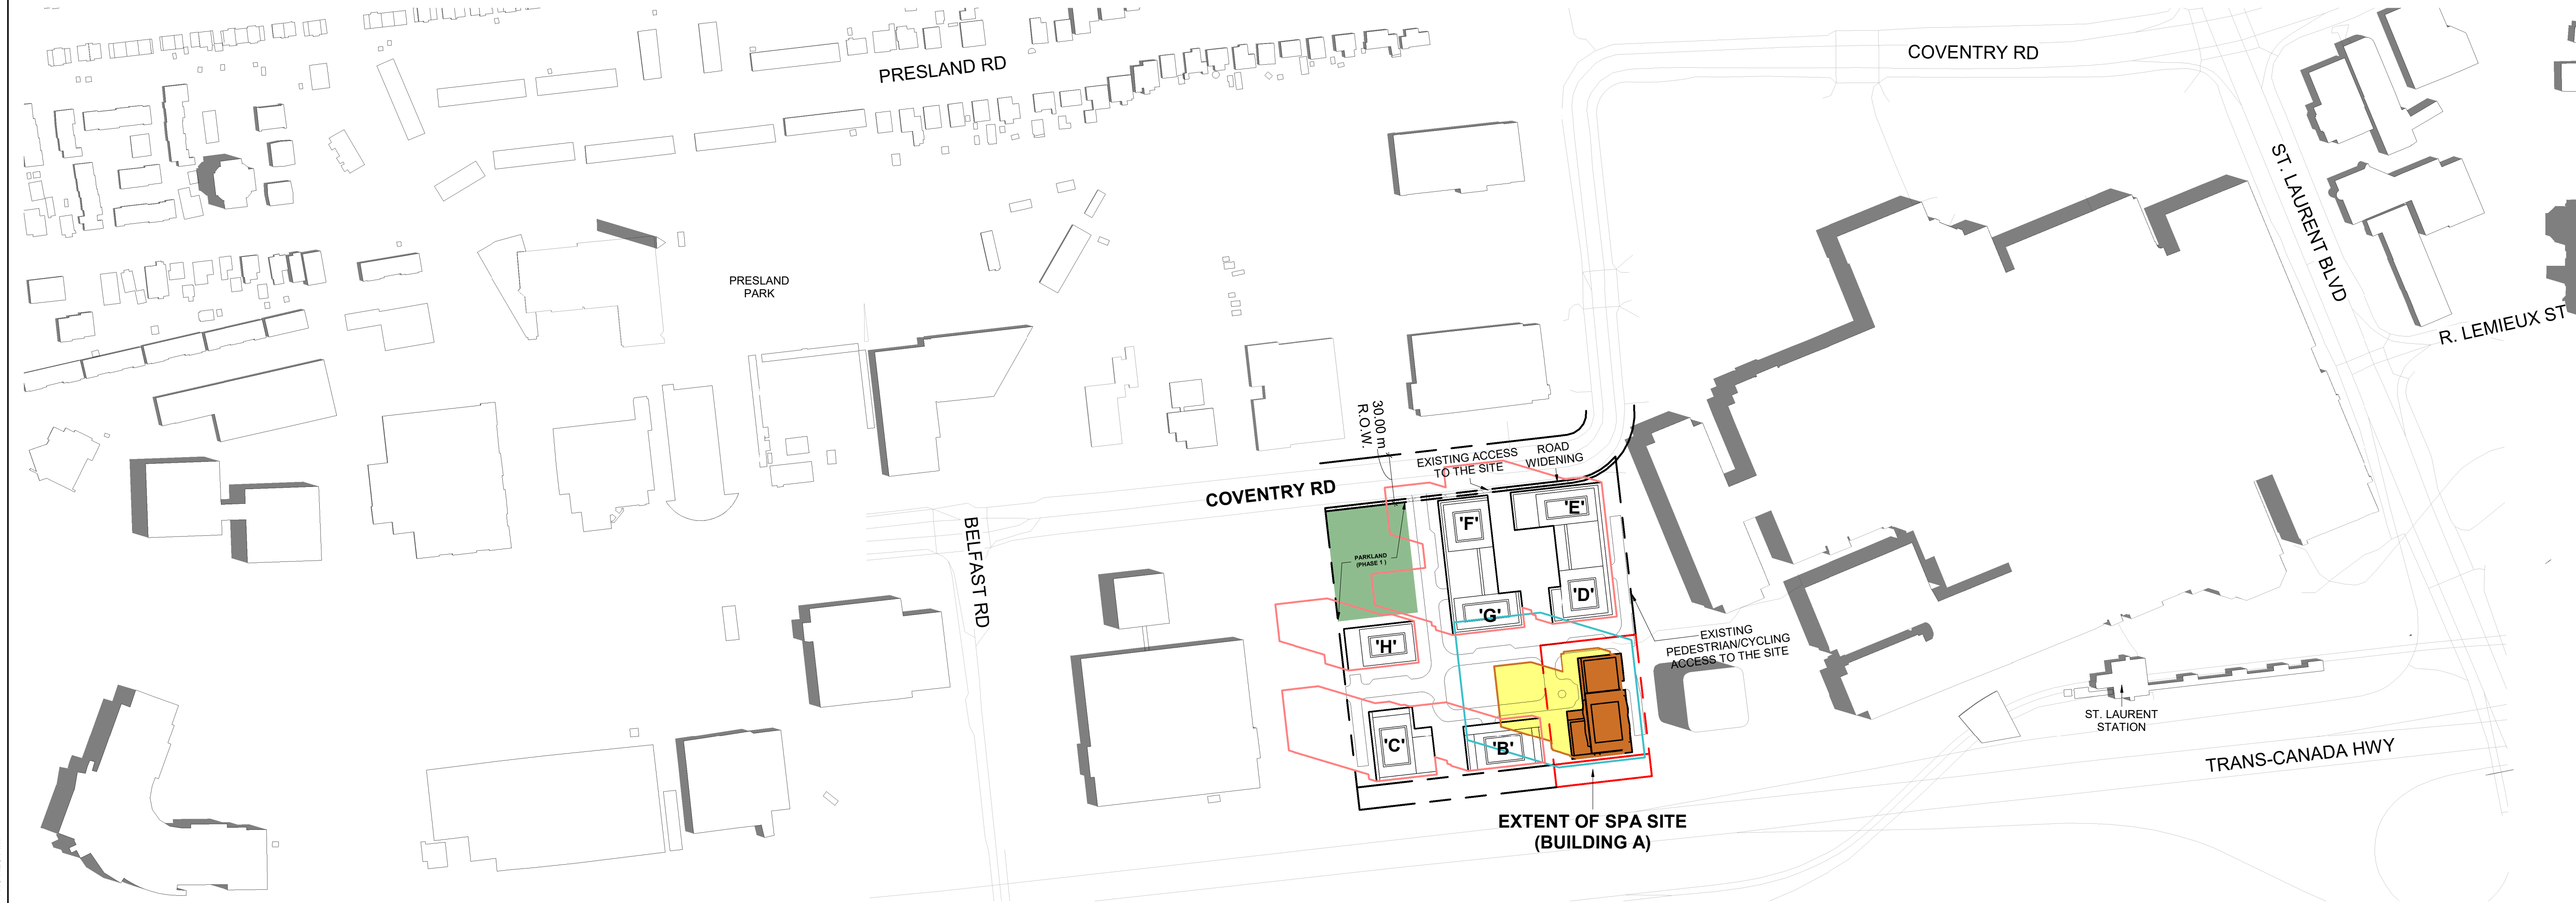 COVENTRY RD
PRESLAND RD
ST. LAURENT BLVD
PRESLAND
PARK
R. LEMIEUX ST
30.00 m
R.O.W.
EXISTING ACCESS
TO THE SITE
ROAD
WIDENING
COVENTRY RD
'E'
'F'
BELFAST RD
PARKLAND
(PHASE 1 )
'D'
'G'
'H'
EXISTING
PEDESTRIAN/CYCLING
ACCESS TO THE SITE
ST. LAURENT
STATION
'C'
'B'
TRANS-CANADA HWY
EXTENT OF SPA SITE
(BUILDING A)